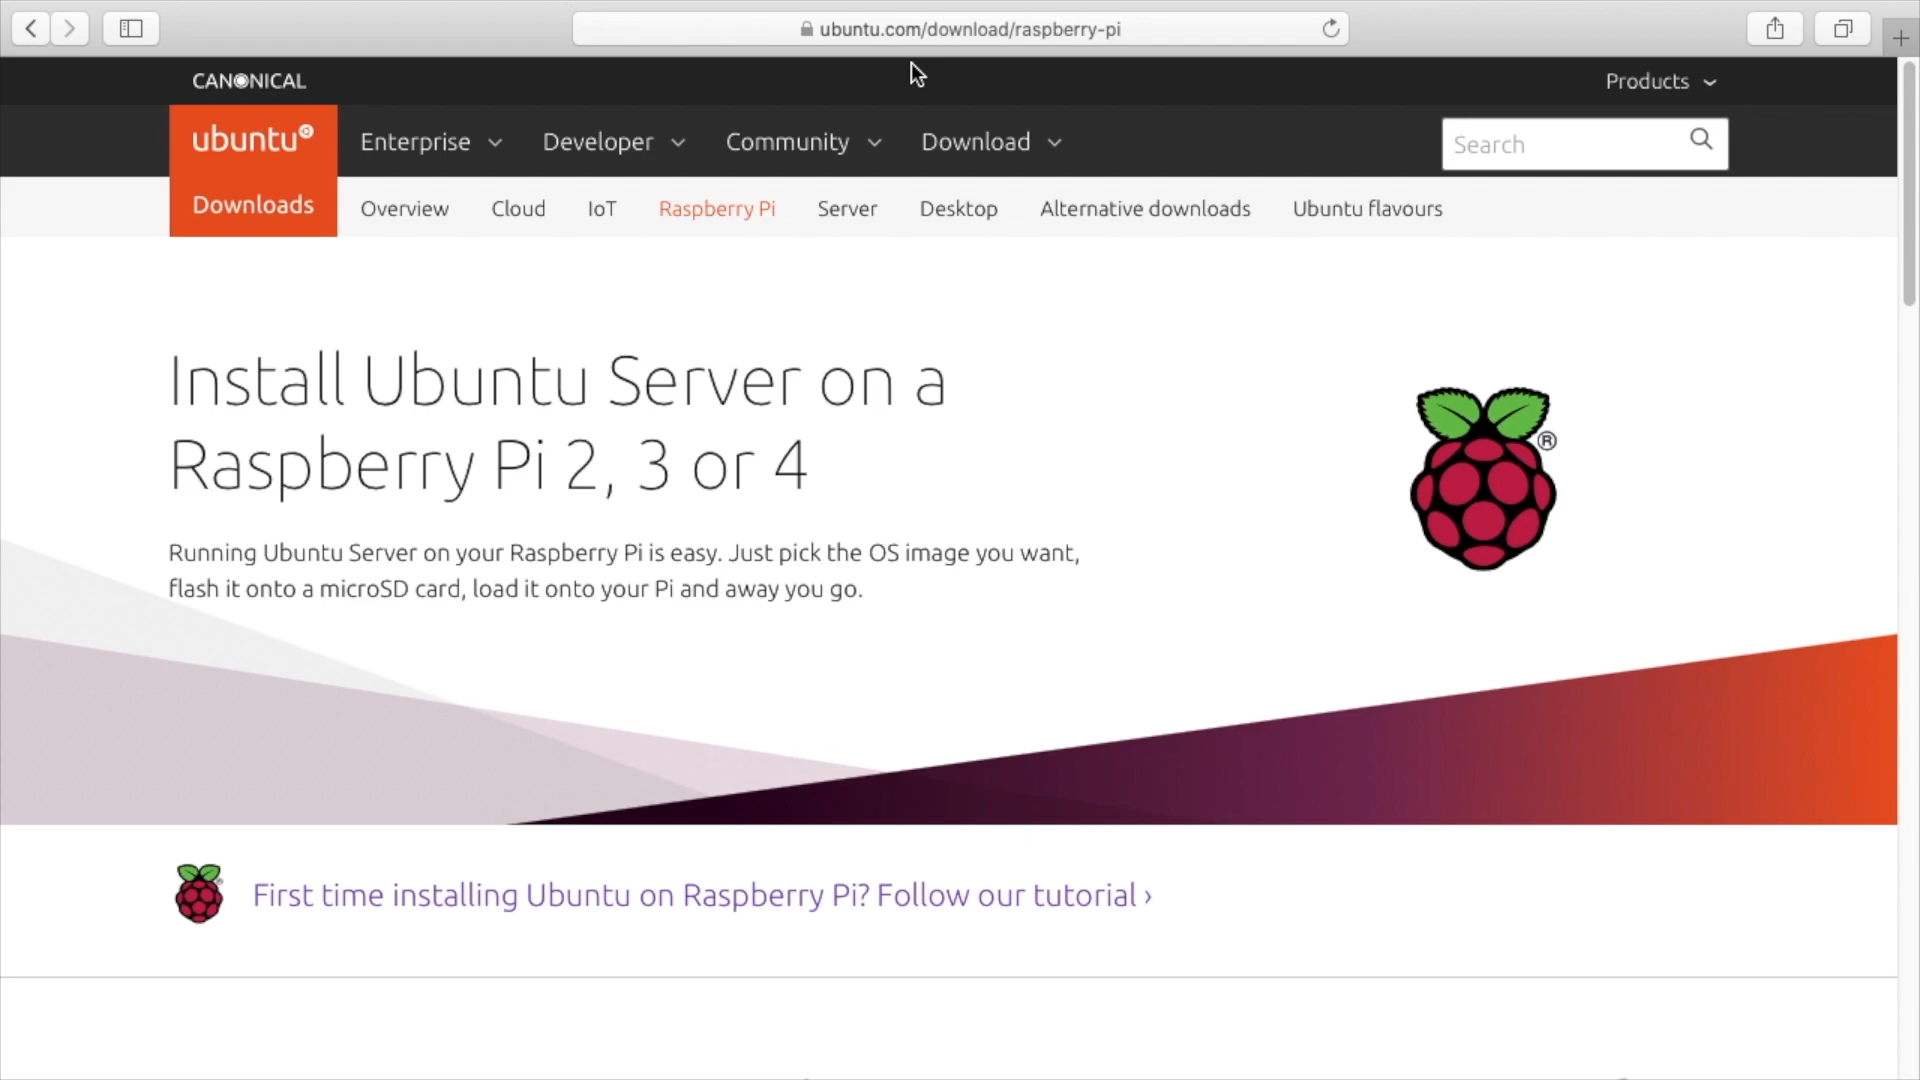 ubuntu.com/download/raspberry-pi
CANONICAL
Products
ubuntu
Enterprise
Developer
Community
Download
Search
Downloads
Overview
Cloud
IoT
Raspberry Pi
Server
Desktop
Alternative downloads
Ubuntu flavours
Install Ubuntu Server on a
Raspberry Pi 2, 3 or 4
®
Running Ubuntu Server on your Raspberry Pi is easy. Just pick the OS image you want,
flash it onto a microSD card, load it onto your Pi and away you go.
First time installing Ubuntu on Raspberry Pi? Follow our tutorial ›